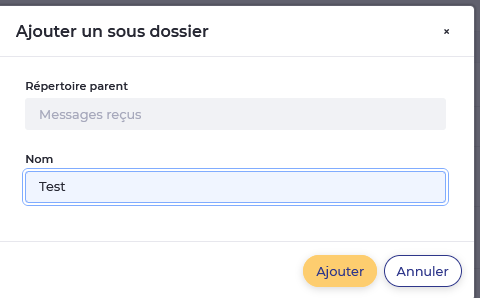 Ajouter un sous dossier
×
Répertoire parent
Messages reçus
Nom
Test
Ajouter
Annuler